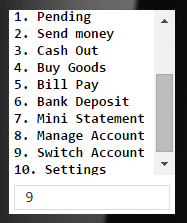 1. Pending
2. Send money
3. Cash Out
4. Buy Goods
5. Bill Pay
6. Bank Deposit
7. Mini Statement
8. Manage Account
9. Switch Account
10. Settings
9